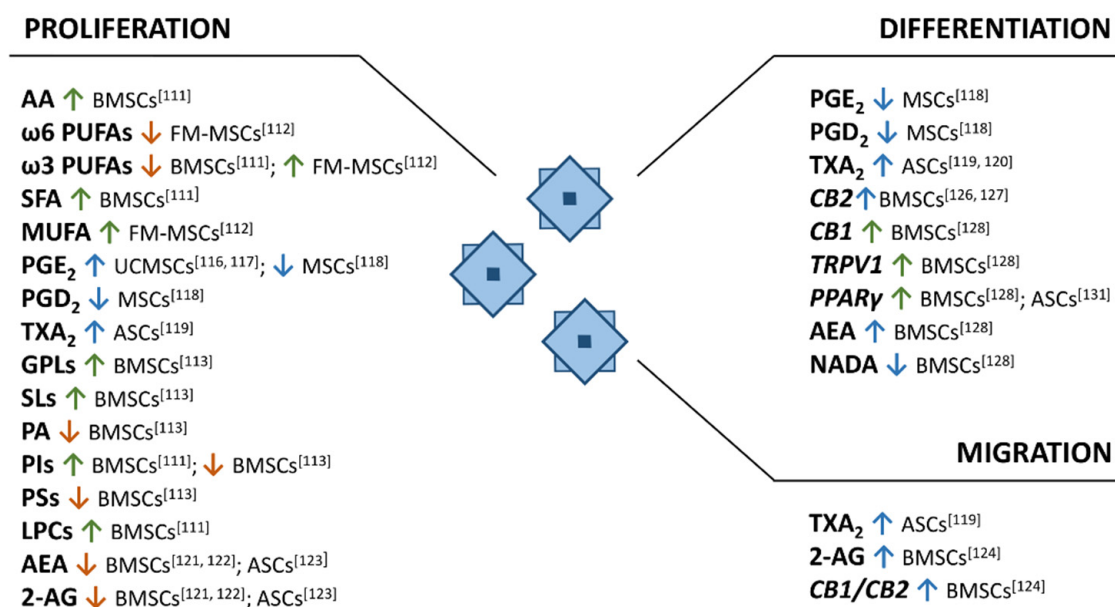 PROLIFERATION
AA ↑ BMSCs[111]
ω6 PUFAs ↓ FM-MSCs[112]
ω3 PUFAs ↓ BMSCs[111]; ↑ FM-MSCs[112]
SFA ↑ BMSCs[111]
MUFA ↑ FM-MSCs[112]
PGE2 ↑ UCMSCs[116, 117]; ↓ MSCs[118]
PGD2 ↓ MSCs[118]
TXA2 ↑ ASCs[119]
GPLs ↑ BMSCs[113]
SLs ↑ BMSCs[113]
PA ↓ BMSCs[113]
PIs ↑ BMSCs[111]; ↓ BMSCs[113]
PSs ↓ BMSCs[113]
LPCs ↑ BMSCs[111]
AEA ↓ BMSCs[121, 122]; ASCs[123]
2-AG ↓ BMSCs[121, 122]; ASCs[123]
DIFFERENTIATION
PGE2 ↓ MSCs[118]
PGD2 ↓ MSCs[118]
TXA2 ↑ ASCs[119, 120]
CB2 ↑ BMSCs[126, 127]
CB1 ↑ BMSCs[128]
TRPV1 ↑ BMSCs[128]
PPARγ ↑ BMSCs[128]; ASCs[131]
AEA ↑ BMSCs[128]
NADA ↓ BMSCs[128]
MIGRATION
TXA2 ↑ ASCs[119]
2-AG ↑ BMSCs[124]
CB1/CB2 ↑ BMSCs[124]